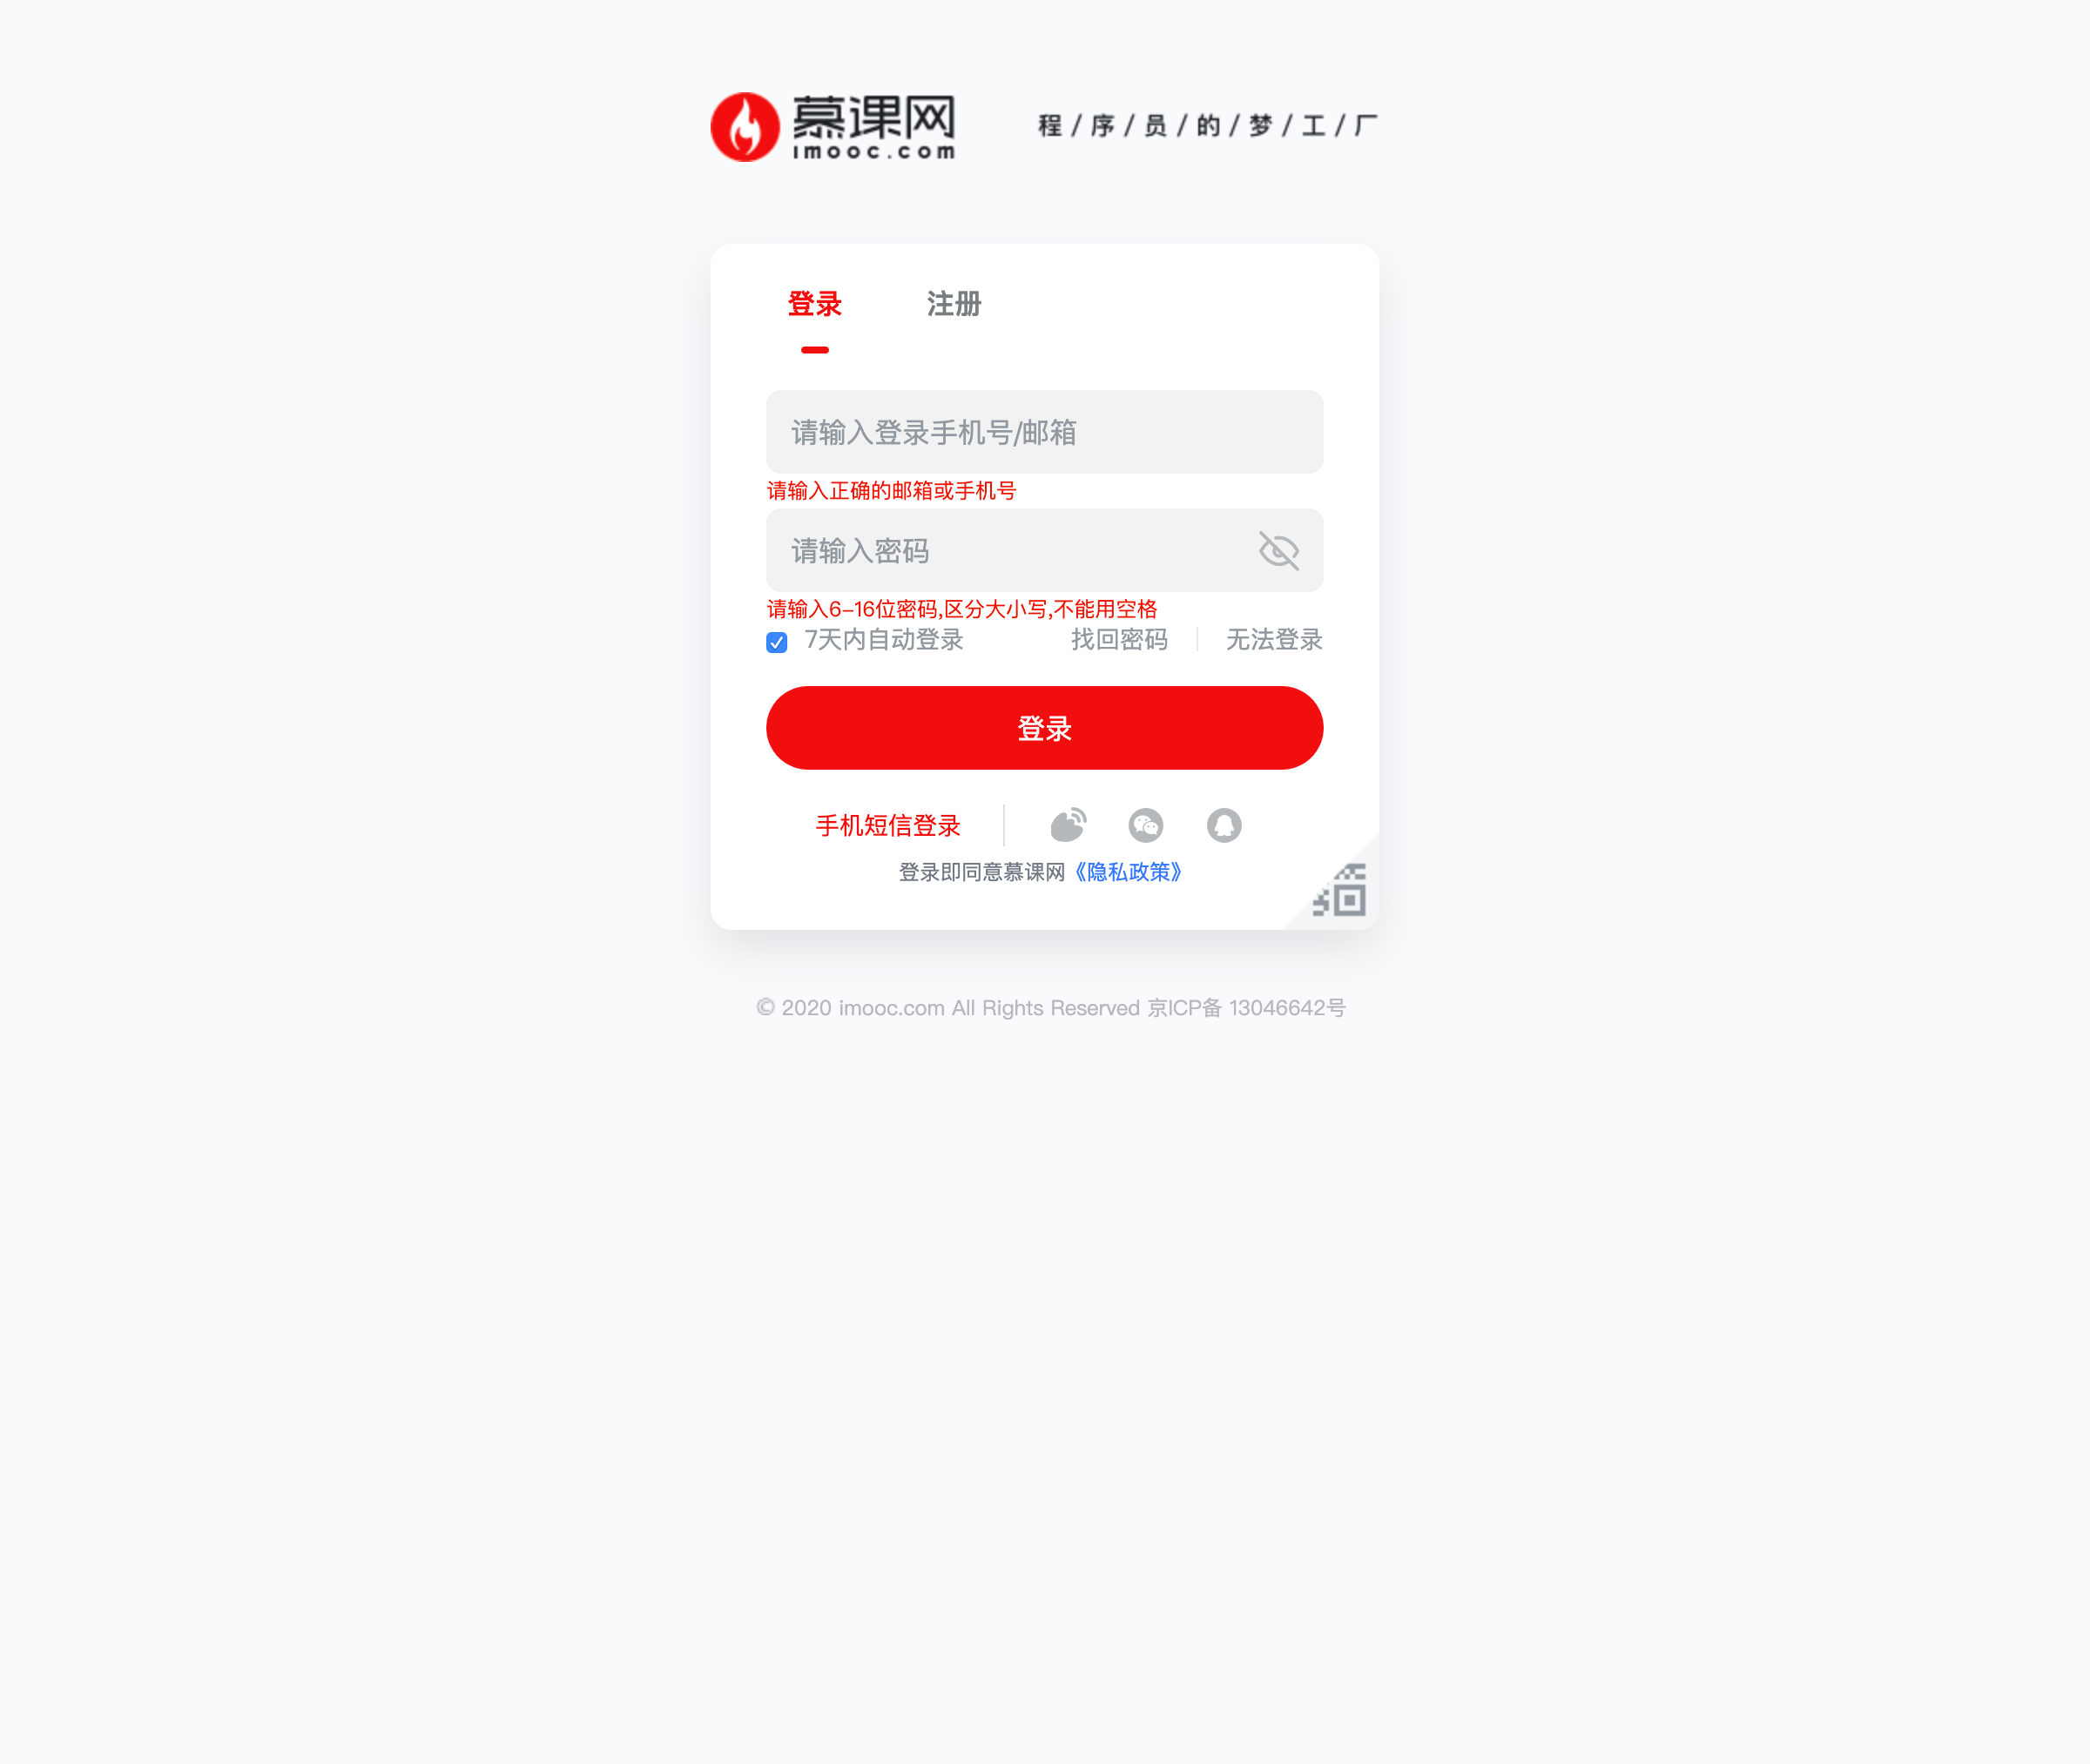 慕课网
imooc.com
程/序/员/的/梦/工/厂
登录 注册
请输入登录手机号/邮箱
请输入正确的邮箱或手机号
请输入密码
请输入6-16位密码,区分大小写,不能用空格
7天内自动登录 找回密码 无法登录
登录
手机短信登录
登录即同意慕课网《隐私政策》
© 2020 imooc.com All Rights Reserved 京ICP备 13046642号